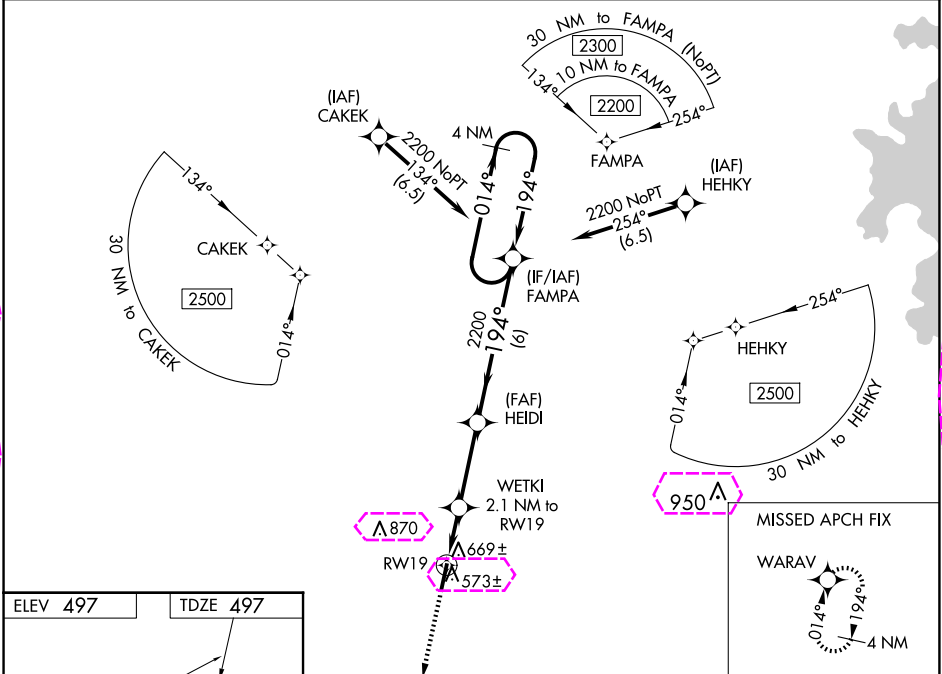 30 NM to FAMPA (NoPT)
2300
10 NM to FAMPA
2200
134°
254°
FAMPA
(IAF)
CAKEK
2200 NoPT
134°
(6.5)
4 NM
014°
194°
(IAF)
HEHKY
2200 NoPT
254°
(6.5)
(IF/IAF)
FAMPA
134°
CAKEK
2500
014°
30 NM to CAKEK
2200
194°
(6)
254°
HEHKY
2500
014°
30 NM to HEHKY
(FAF)
HEIDI
WETKI
2.1 NM to
RW19
870
669±
RW19
573±
950
MISSED APCH FIX
WARAV
014°
194°
4 NM
ELEV 497
TDZE 497